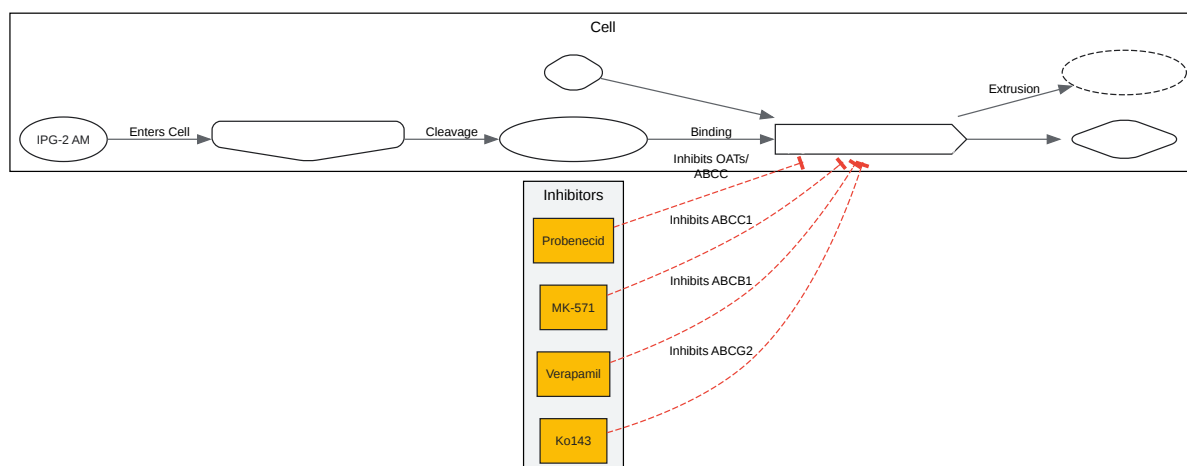 Cell
Extrusion
IPG-2 AM
Enters Cell
Cleavage
Binding
Inhibits OATs/
ABCC
Inhibitors
Probenecid
Inhibits ABCC1
MK-571
Inhibits ABCB1
Verapamil
Inhibits ABCG2
Ko143